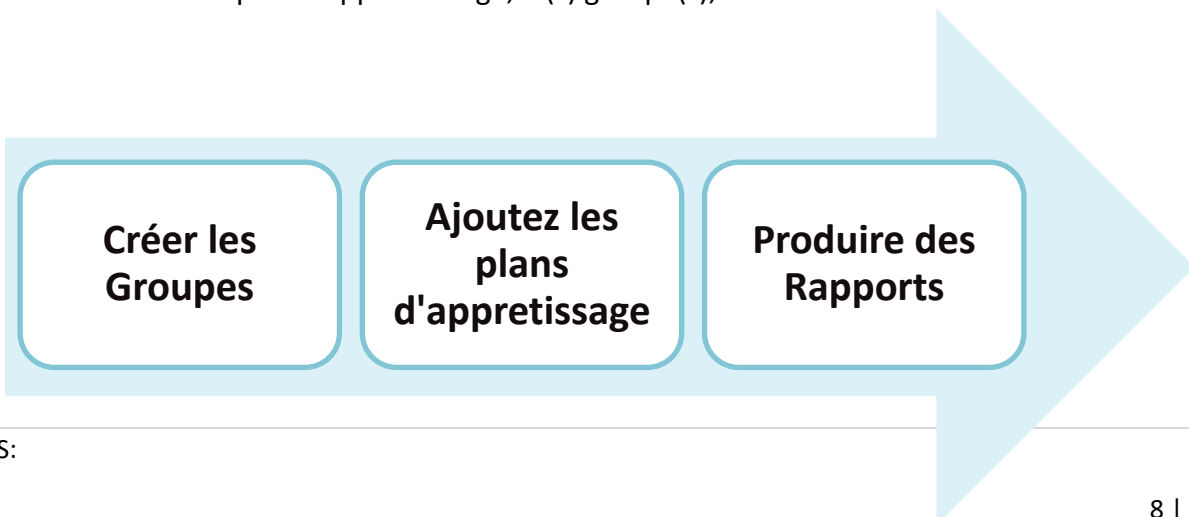 Créer les
Groupes
Ajoutez les
plans
d'appretissage
Produire des
Rapports
S:
8 |